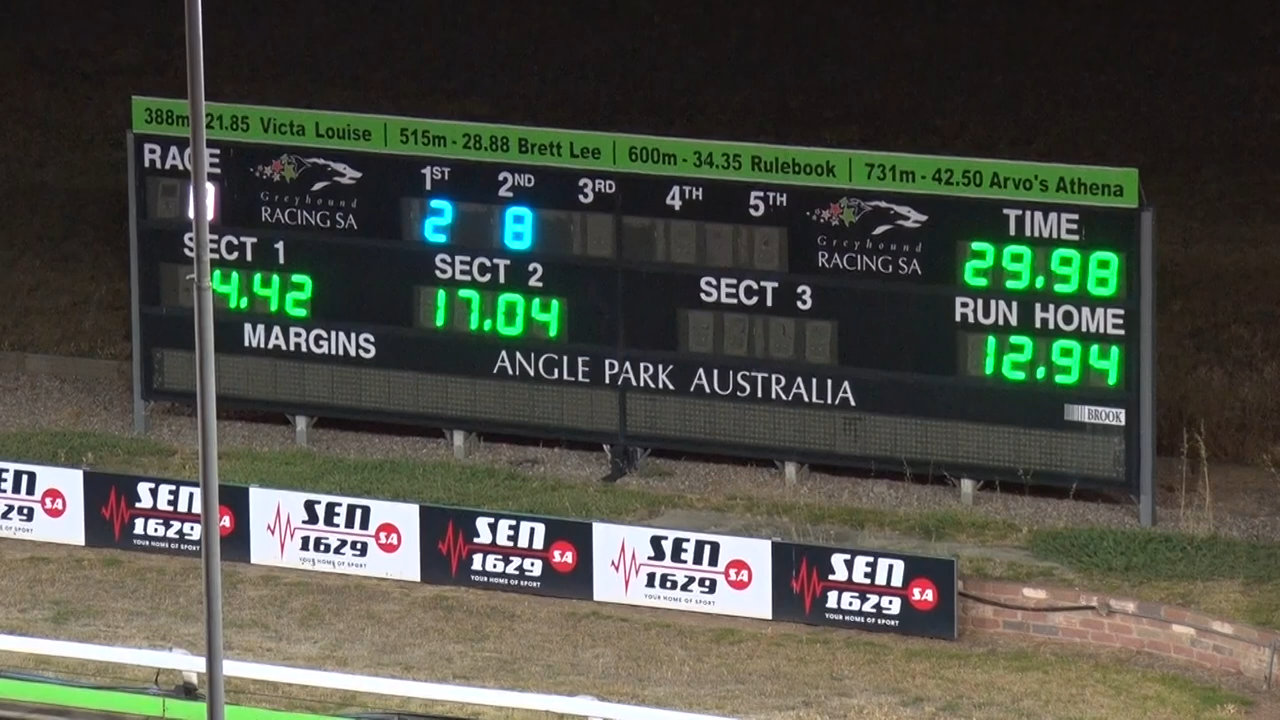 388m 21.85 Victa Louise | 515m - 28.88 Brett Lee | 600m - 34.35 Rulebook | 731m - 42.50 Arvo's Athena
RACE
Greyhound
RACING SA
1ST 2ND 3RD 4TH 5TH
2 8
Greyhound
RACING SA
TIME
29.98
SECT 1
4.42
SECT 2
17.04
SECT 3
RUN HOME
12.94
MARGINS
ANGLE PARK AUSTRALIA
BROOK
EN
29
SA
OF SPORT
SEN
1629
YOUR HOME OF SPORT
SEN
1629
SA
YOUR HOME OF SPORT
SEN
1629
SA
YOUR HOME OF SPORT
SEN
1629
SA
YOUR HOME OF SPORT
SEN
1629
SA
YOUR HOME OF SPORT